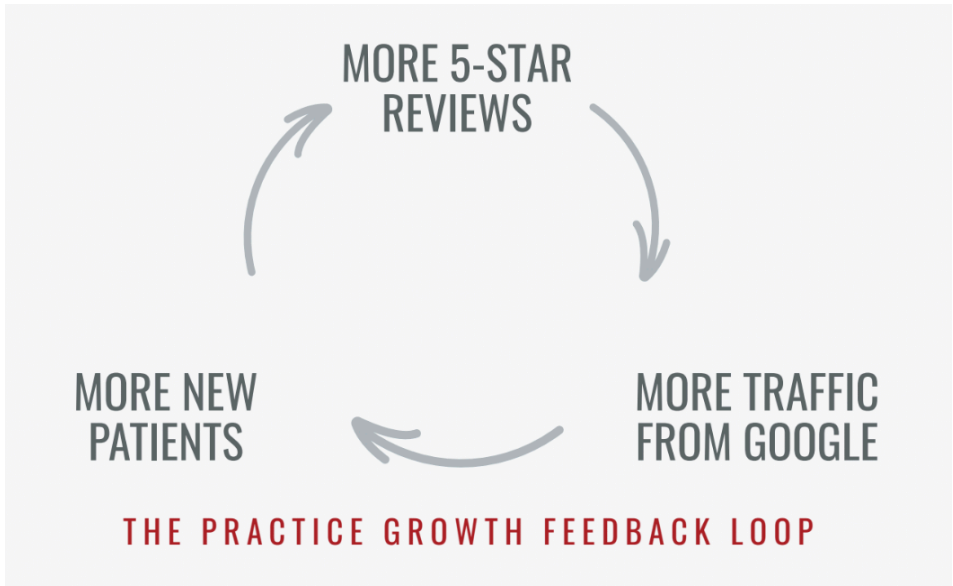 MORE 5-STAR
REVIEWS
MORE NEW
PATIENTS
MORE TRAFFIC
FROM GOOGLE
THE PRACTICE GROWTH FEEDBACK LOOP